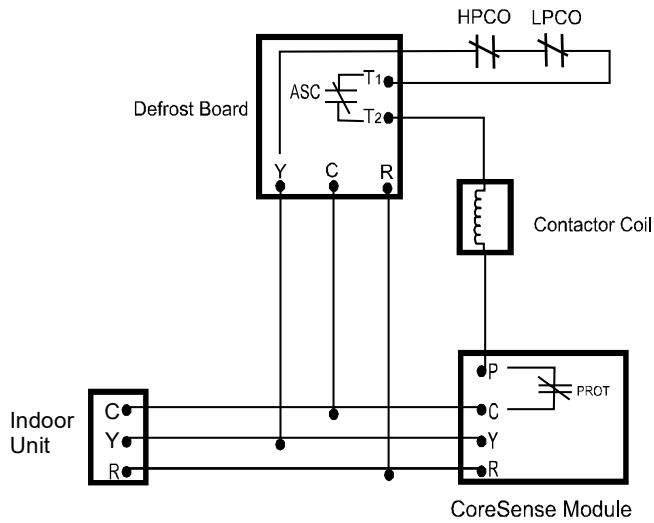 HPCO LPCO
Defrost Board
ASC
T1
T2
Y C R
Contactor Coil
Indoor
Unit
C
Y
R
P
C
Y
R
PROT
CoreSense Module